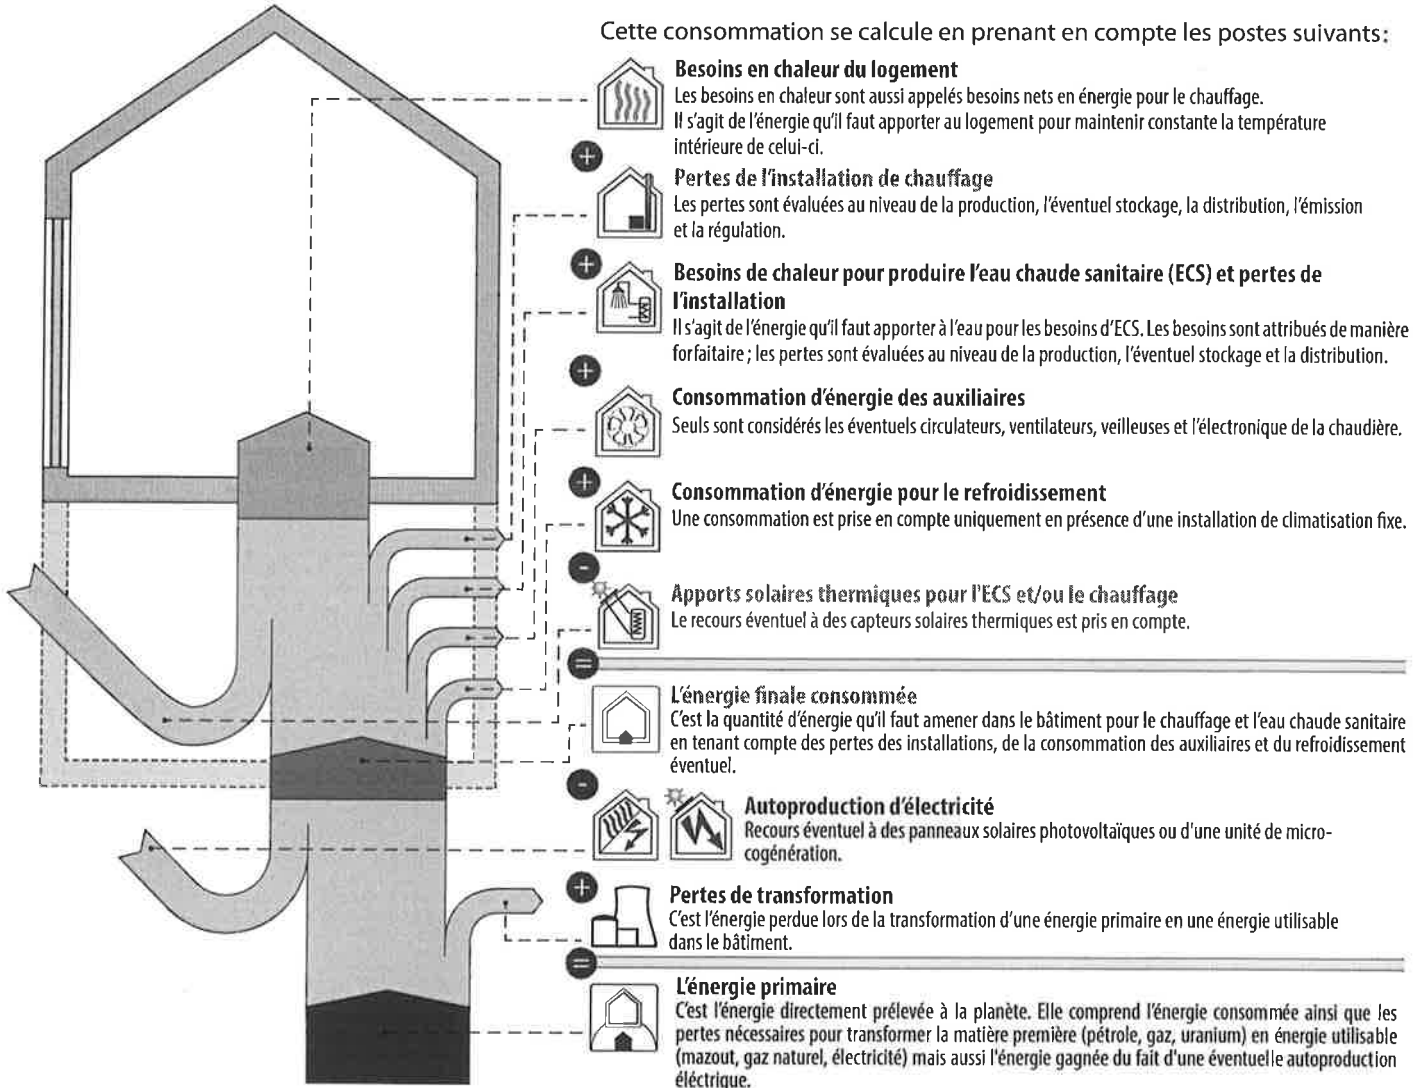 Cette consommation se calcule en prenant en compte les postes suivants:
Besoins en chaleur du logement
Les besoins en chaleur sont aussi appelés besoins nets en énergie pour le chauffage.
Il s'agit de l'énergie qu'il faut apporter au logement pour maintenir constante la température
intérieure de celui-ci.
+
Pertes de l'installation de chauffage
Les pertes sont évaluées au niveau de la production, l'éventuel stockage, la distribution, l'émission
et la régulation.
+
Besoins de chaleur pour produire l'eau chaude sanitaire (ECS) et pertes de
l'installation
Il s'agit de l'énergie qu'il faut apporter à l'eau pour les besoins d'ECS. Les besoins sont attribués de manière
forfaitaire ; les pertes sont évaluées au niveau de la production, l'éventuel stockage et la distribution.
+
Consommation d'énergie des auxiliaires
Seuls sont considérés les éventuels circulateurs, ventilateurs, veilleuses et l'électronique de la chaudière.
+
Consommation d'énergie pour le refroidissement
Une consommation est prise en compte uniquement en présence d'une installation de climatisation fixe.
-
Apports solaires thermiques pour l'ECS et/ou le chauffage
Le recours éventuel à des capteurs solaires thermiques est pris en compte.
=
L'énergie finale consommée
C'est la quantité d'énergie qu'il faut amener dans le bâtiment pour le chauffage et l'eau chaude sanitaire
en tenant compte des pertes des installations, de la consommation des auxiliaires et du refroidissement
éventuel.
-
Autoproduction d'électricité
Recours éventuel à des panneaux solaires photovoltaïques ou d'une unité de micro-
cogénération.
+
Pertes de transformation
C'est l'énergie perdue lors de la transformation d'une énergie primaire en une énergie utilisable
dans le bâtiment.
=
L'énergie primaire
C'est l'énergie directement prélevée à la planète. Elle comprend l'énergie consommée ainsi que les
pertes nécessaires pour transformer la matière première (pétrole, gaz, uranium) en énergie utilisable
(mazout, gaz naturel, électricité) mais aussi l'énergie gagnée du fait d'une éventuelle autoproduction
éléctrique.